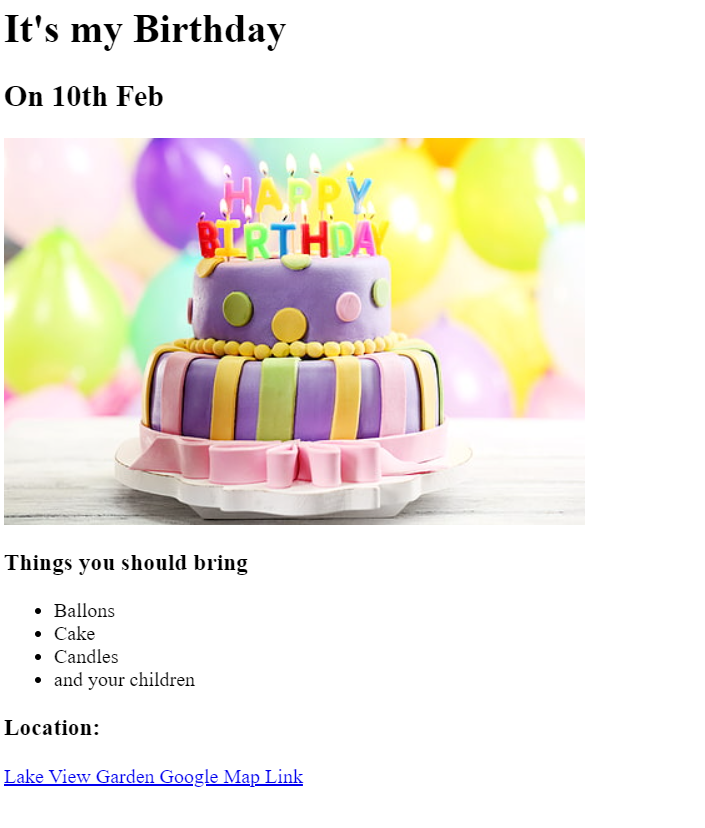 It's my Birthday
On 10th Feb
HAPPY
BIRTHDAY
Things you should bring
Ballons
Cake
Candles
and your children
Location:
Lake View Garden Google Map Link